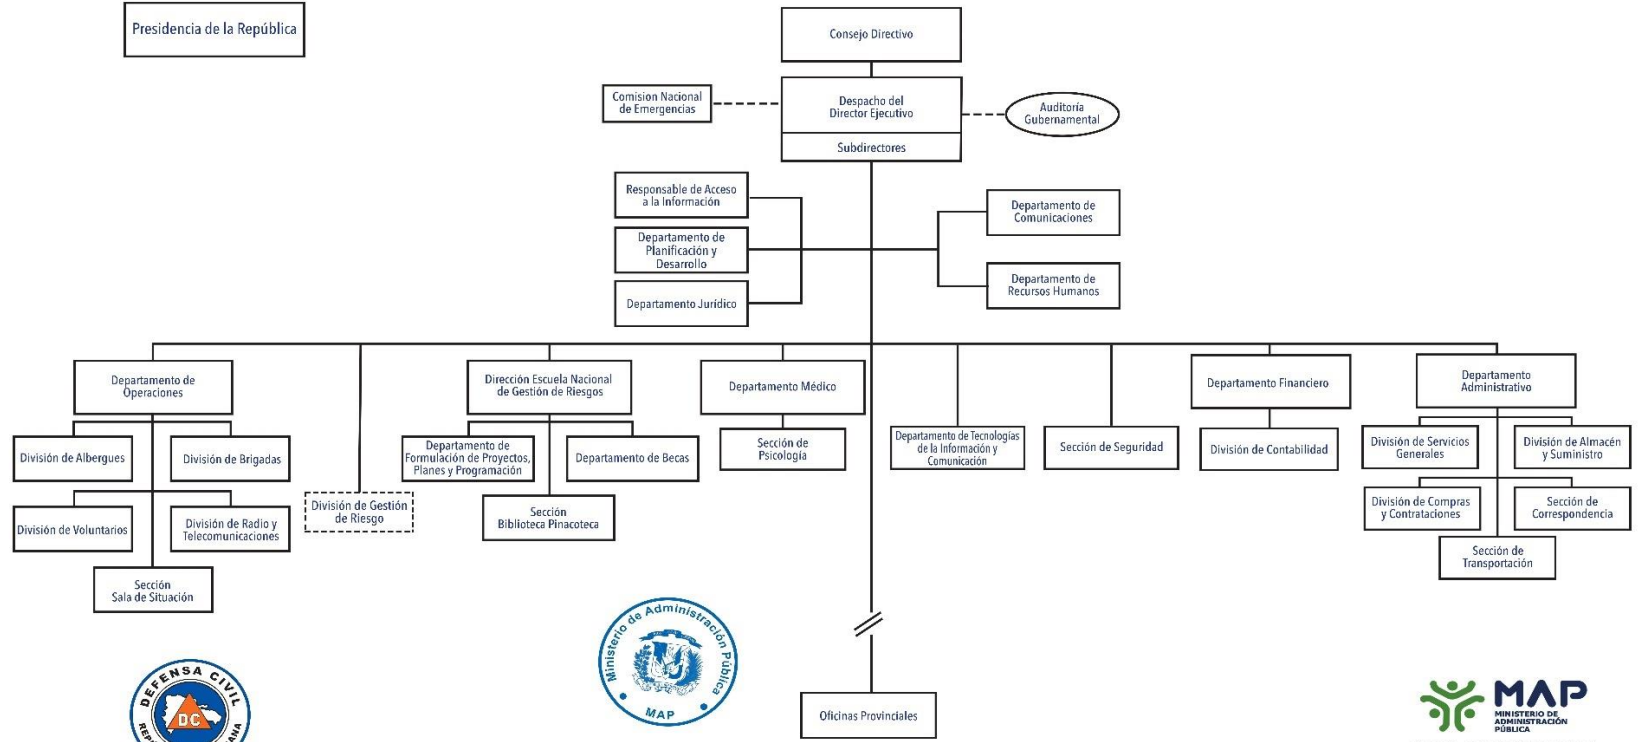 Presidencia de la República
Consejo Directivo
Comision Nacional
de Emergencias
Despacho del
Director Ejecutivo
Auditoría
Gubernamental
Subdirectores
Responsable de Acceso
a la Información
Departamento de
Planificación y
Desarrollo
Departamento Jurídico
Departamento de
Comunicaciones
Departamento de
Recursos Humanos
Departamento de
Operaciones
Dirección Escuela Nacional
de Gestión de Riesgos
Departamento Médico
Departamento Financiero
Departamento
Administrativo
División de Albergues
División de Brigadas
División de Voluntarios
División de Radio y
Telecomunicaciones
Sección
Sala de Situación
División de Gestión
de Riesgo
Departamento de
Formulación de Proyectos,
Planes y Programación
Departamento de Becas
Sección
Biblioteca Pinacoteca
Sección de
Psicología
Departamento de Tecnologías
de la Información y
Comunicación
Sección de Seguridad
División de Contabilidad
División de Servicios
Generales
División de Almacén
y Suministro
División de Compras
y Contrataciones
Sección de
Correspondencia
Sección de
Transportación
Oficinas Provinciales
DEFENSA CIVIL
DC
Ministerio de Administración Pública
MAP
MAP
MINISTERIO DE
ADMINISTRACIÓN
PÚBLICA